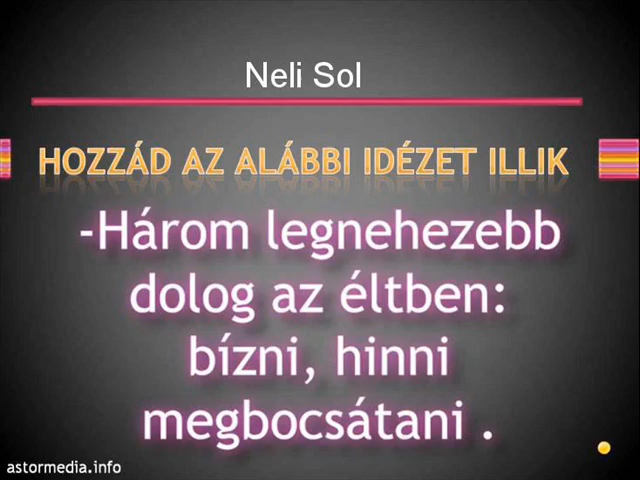 Neli Sol
HOZZÁD AZ ALÁBBI IDÉZET ILLIK
-Három legnehezebb
dolog az éltben:
bízni, hinni
megbocsátani .
astormedia.info